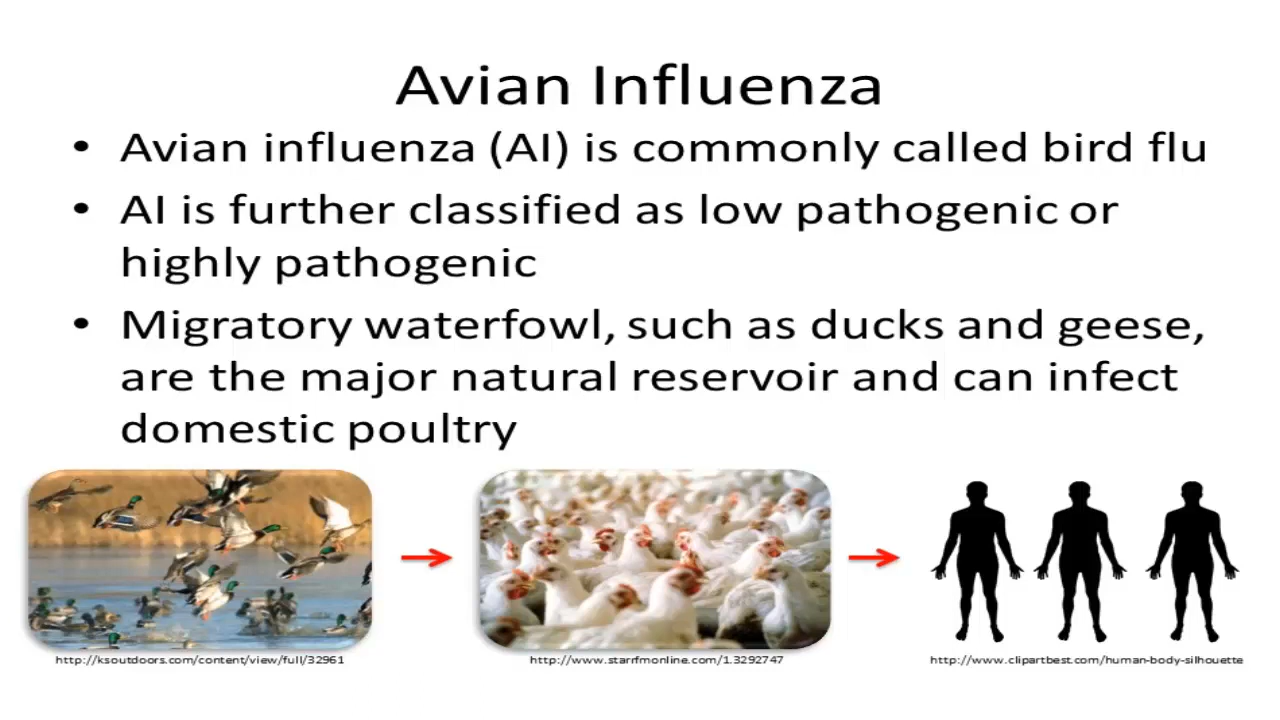 Avian Influenza
• Avian influenza (AI) is commonly called bird flu
• AI is further classified as low pathogenic or
highly pathogenic
• Migratory waterfowl, such as ducks and geese,
are the major natural reservoir and can infect
domestic poultry
http://ksoutdoors.com/content/view/full/32961
http://www.starrfmonline.com/1.3292747
http://www.clipartbest.com/human-body-silhouette